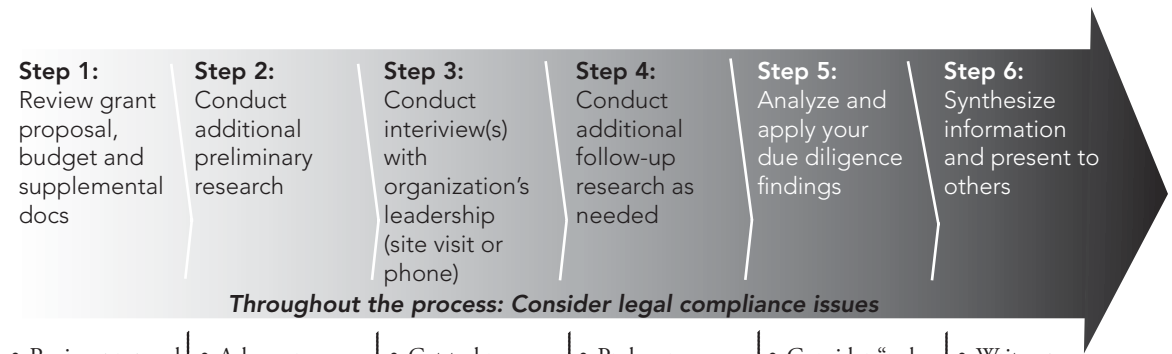 Step 1:
Review grant
proposal,
budget and
supplemental
docs
Step 2:
Conduct
additional
preliminary
research
Step 3:
Conduct
interiview(s)
with
organization's
leadership
(site visit or
phone)
Step 4:
Conduct
additional
follow-up
research as
needed
Step 5:
Analyze and
apply your
due diligence
findings
Step 6:
Synthesize
information
and present to
others
Throughout the process: Consider legal compliance issues